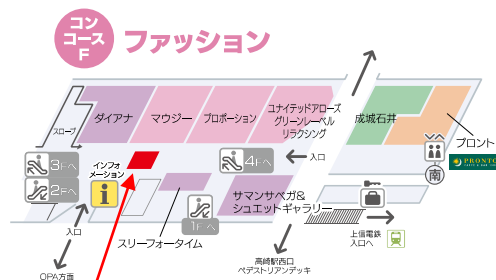 コン
コース
F
ファッション
ダイアナ
マウジー
プロポーション
ユナイテッドアローズ
グリーンレーベル
リラクシング
成城石井
プロント
PRONTO
スロープ
3Fへ
2Fへ
インフォ
メーション
i
4Fへ
入口
南
サマンサベガ&
シュエットギャラリー
1Fへ
スリーフォータイム
入口
OPA方面
高崎駅西口
ペデストリアンデッキ
上信電鉄
入口へ